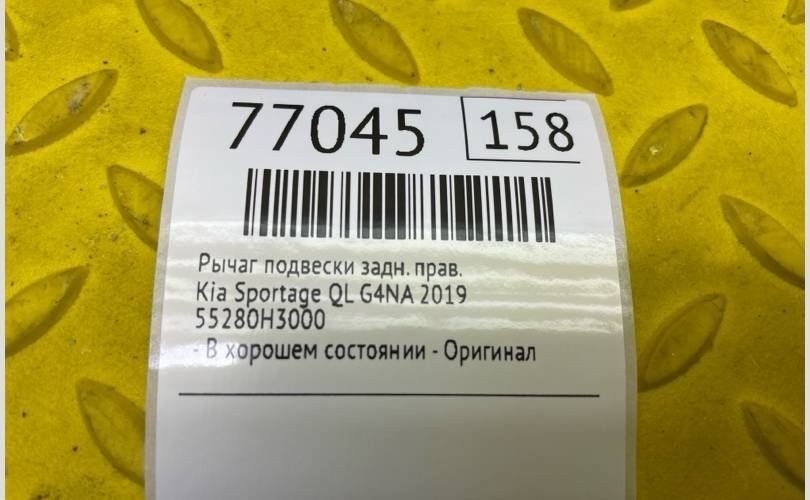 77045 158
Рычаг подвески задн. прав.
Kia Sportage QL G4NA 2019
55280H3000
- В хорошем состоянии - Оригинал